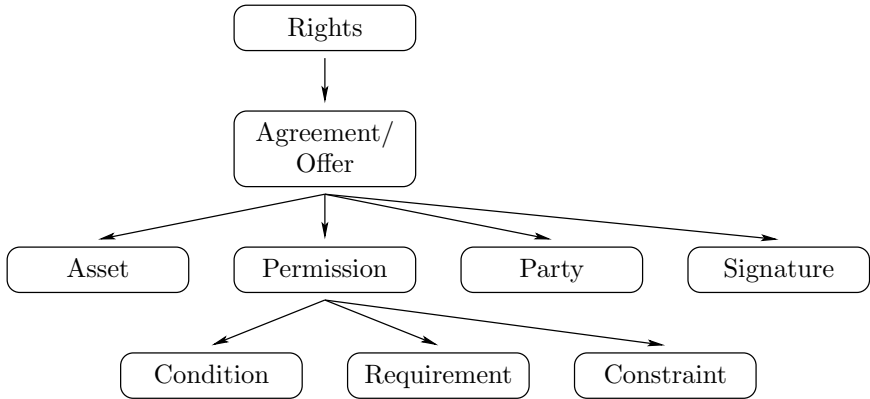 Rights
Agreement/
Offer
Asset
Permission
Party
Signature
Condition
Requirement
Constraint